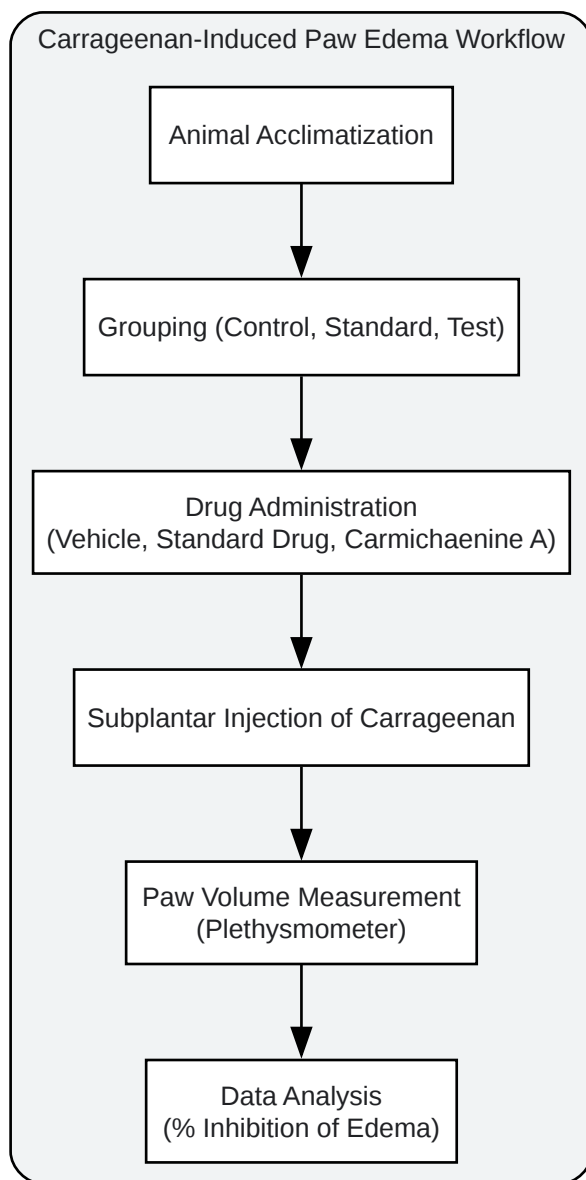 Carrageenan-Induced Paw Edema Workflow
Animal Acclimatization
Grouping (Control, Standard, Test)
Drug Administration
(Vehicle, Standard Drug, Carmichaenine A)
Subplantar Injection of Carrageenan
Paw Volume Measurement
(Plethysmometer)
Data Analysis
(% Inhibition of Edema)